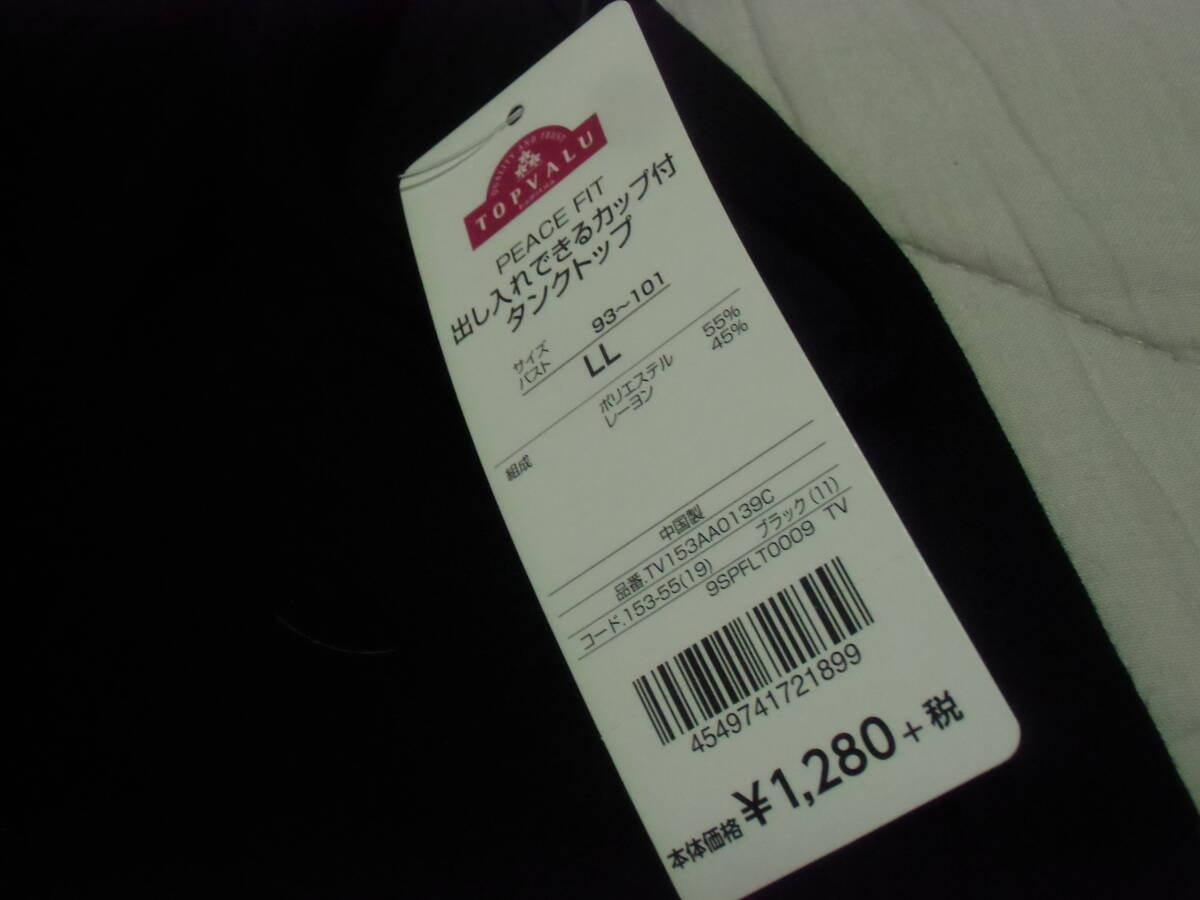 QUALITY AND TRUST
TOPVALU
PEACE FIT
出し入れできるカップ付
タンクトップ
サイズ
バスト 93~101
LL
組成 ポリエステル 55%
レーヨン 45%
中国製
品番.TV153AA0139C
コード.153-55(19) ブラック(11)
9SPFLT0009 TV
4549741721899
本体価格 ¥1,280+税